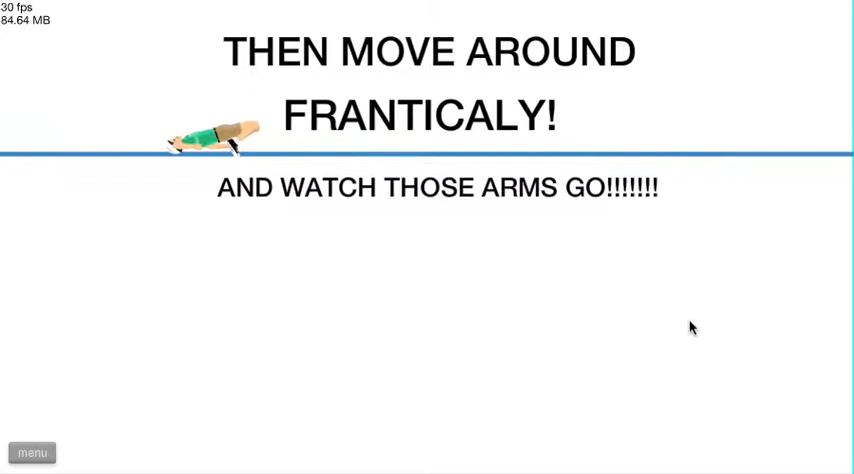 30 fps
84.64 MB
THEN MOVE AROUND
FRANTICALY!
AND WATCH THOSE ARMS GO!!!!!!!
menu